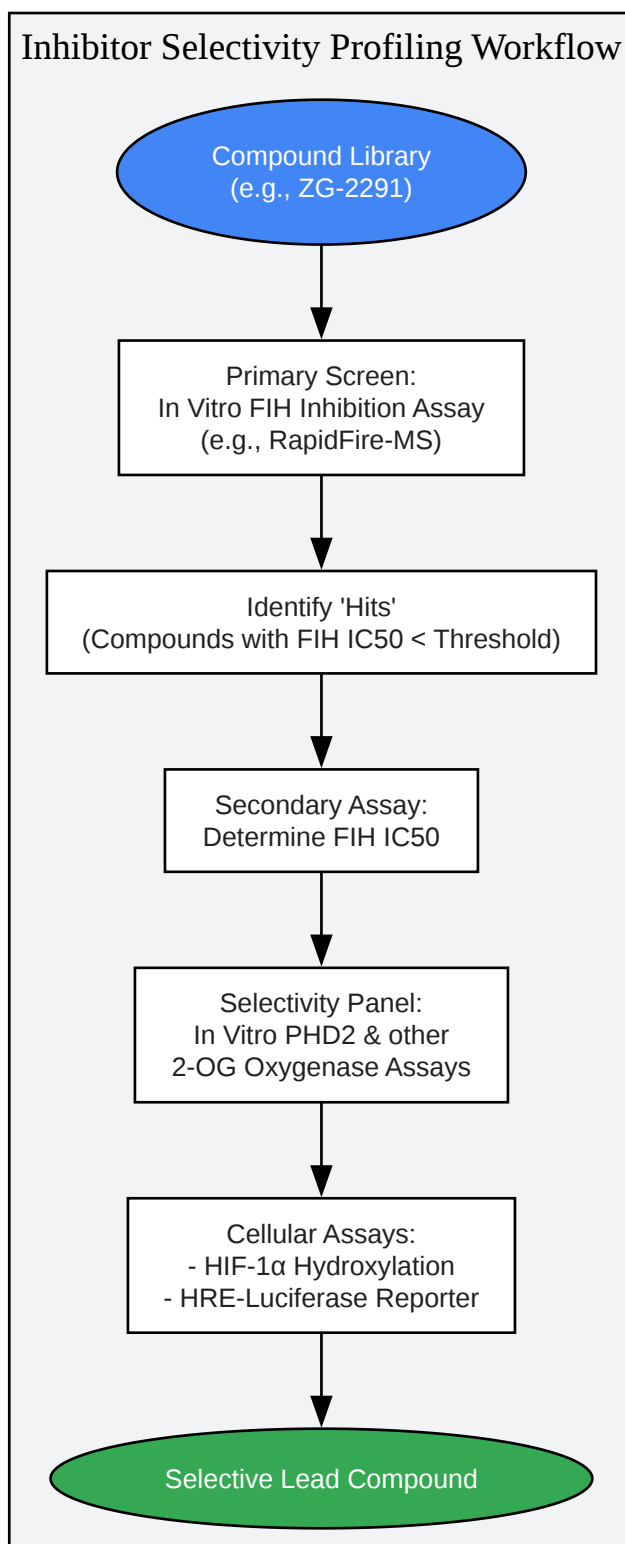 Inhibitor Selectivity Profiling Workflow
Compound Library
(e.g., ZG-2291)
Primary Screen:
In Vitro FIH Inhibition Assay
(e.g., RapidFire-MS)
Identify 'Hits'
(Compounds with FIH IC50 < Threshold)
Secondary Assay:
Determine FIH IC50
Selectivity Panel:
In Vitro PHD2 & other
2-OG Oxygenase Assays
Cellular Assays:
- HIF-1α Hydroxylation
- HRE-Luciferase Reporter
Selective Lead Compound